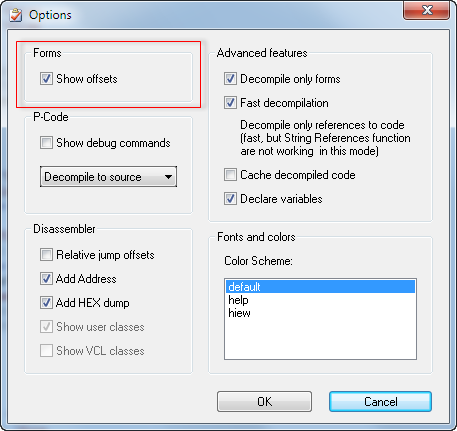 Options
Forms
Show offsets
P-Code
Show debug commands
Decompile to source
Disassembler
Relative jump offsets
Add Address
Add HEX dump
Show user classes
Show VCL classes
Advanced features
Decompile only forms
Fast decompilation
Decompile only references to code
(fast, but String References function
are not working in this mode)
Cache decompiled code
Declare variables
Fonts and colors
Color Scheme:
default
help
hiew
OK
Cancel